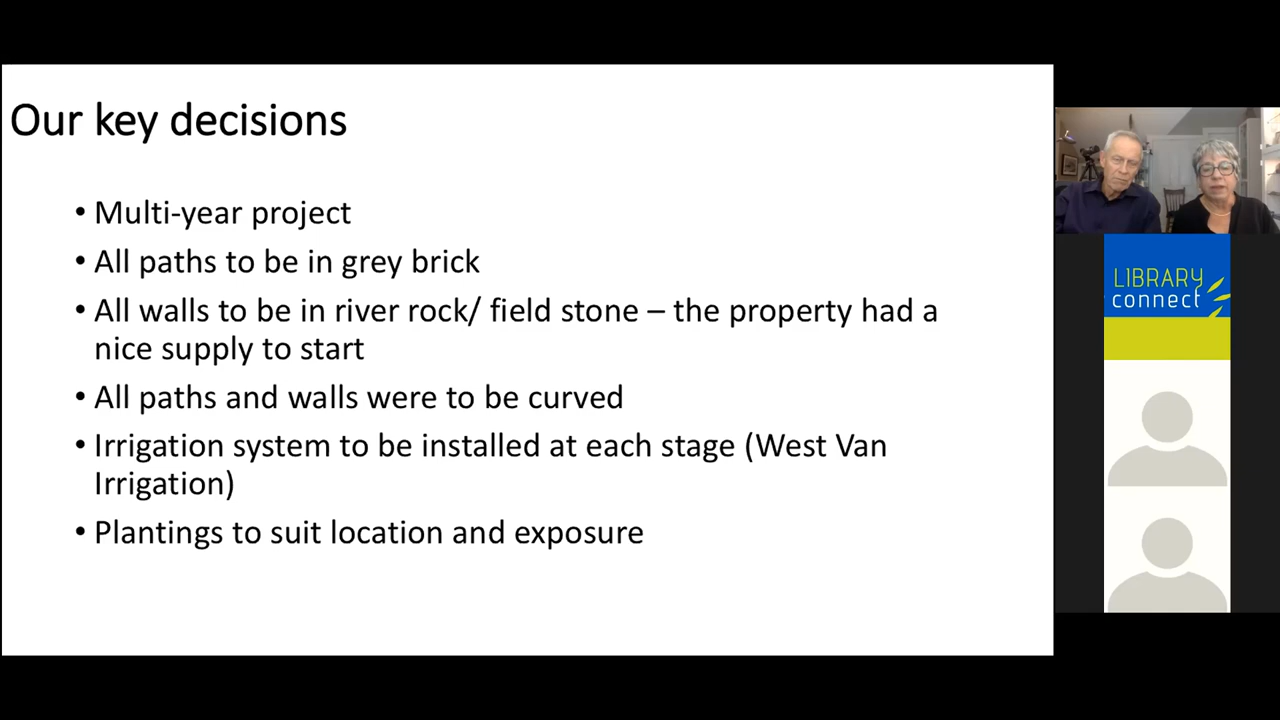 Our key decisions
• Multi-year project
• All paths to be in grey brick
• All walls to be in river rock/ field stone – the property had a
nice supply to start
• All paths and walls were to be curved
• Irrigation system to be installed at each stage (West Van
Irrigation)
• Plantings to suit location and exposure
LIBRARY
connect